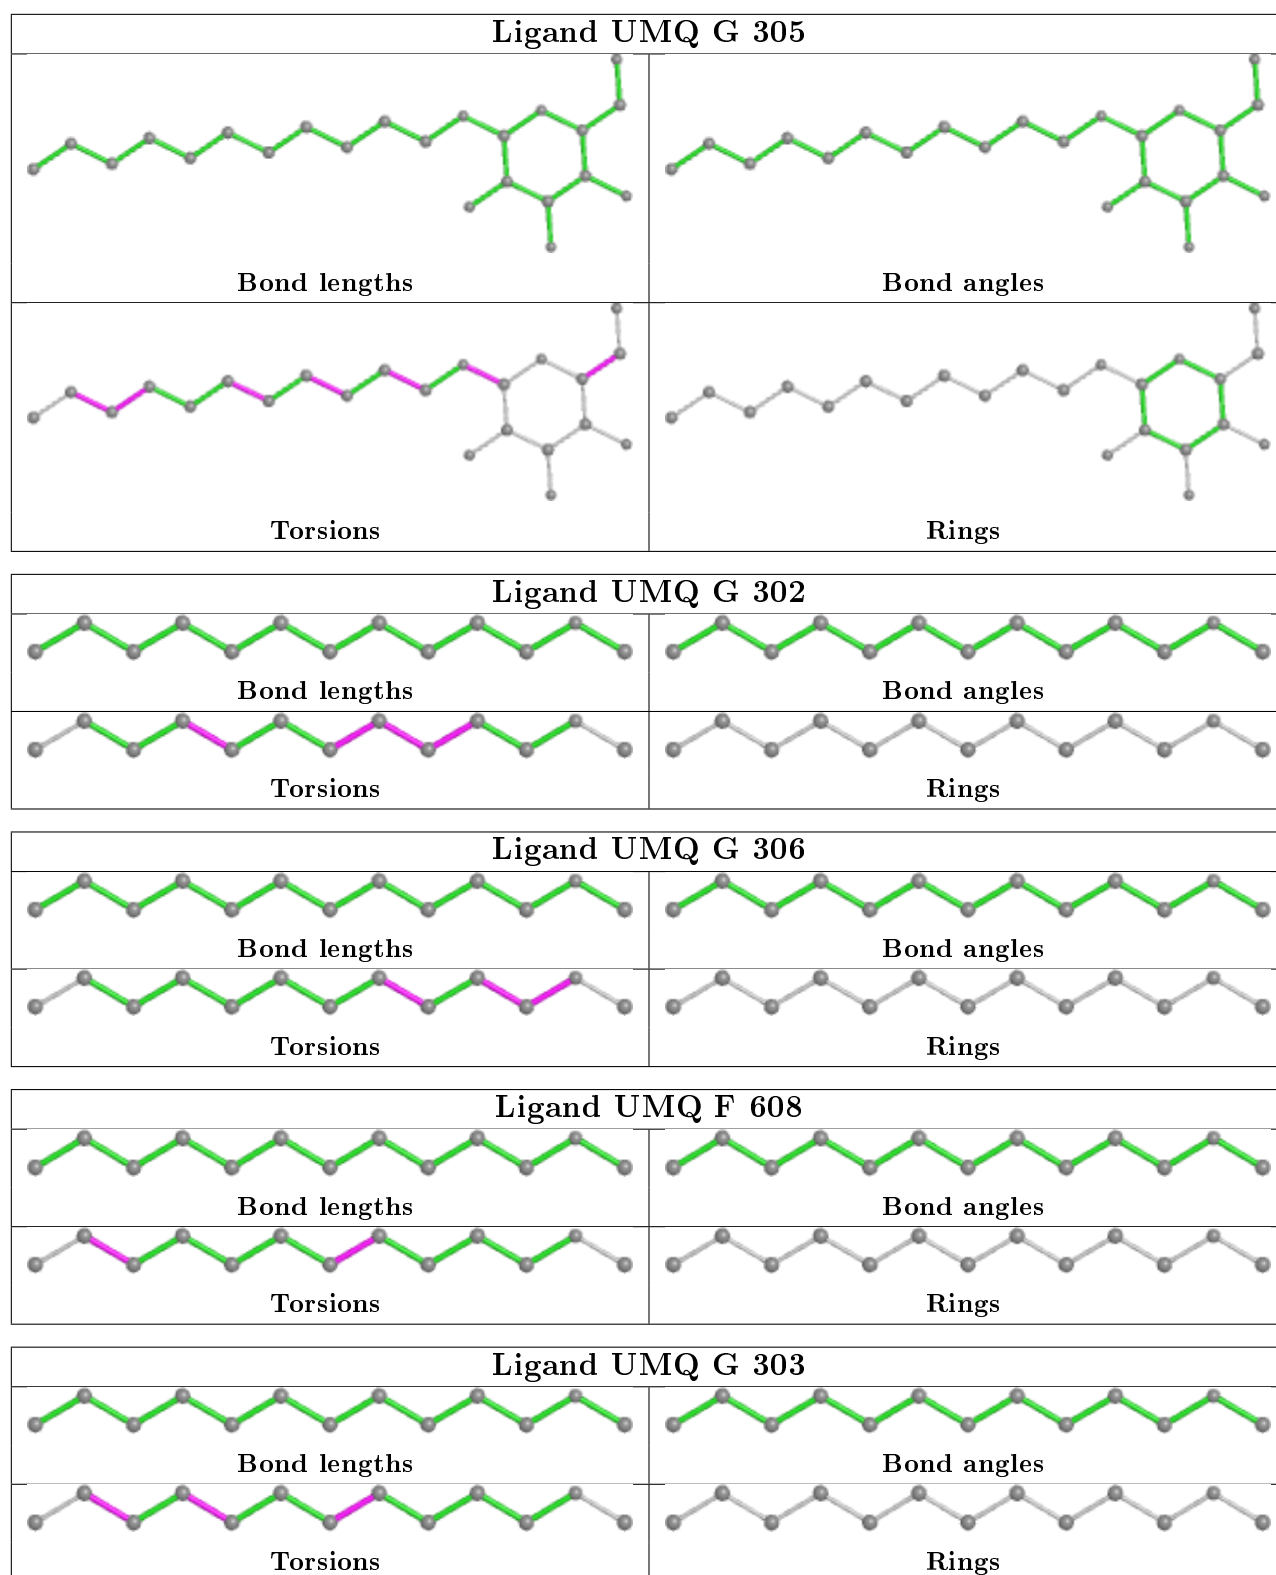 Ligand UMQ G 305
Bond lengths
Bond angles
Torsions
Rings
Ligand UMQ G 302
Bond lengths
Bond angles
Torsions
Rings
Ligand UMQ G 306
Bond lengths
Bond angles
Torsions
Rings
Ligand UMQ F 608
Bond lengths
Bond angles
Torsions
Rings
Ligand UMQ G 303
Bond lengths
Bond angles
Torsions
Rings